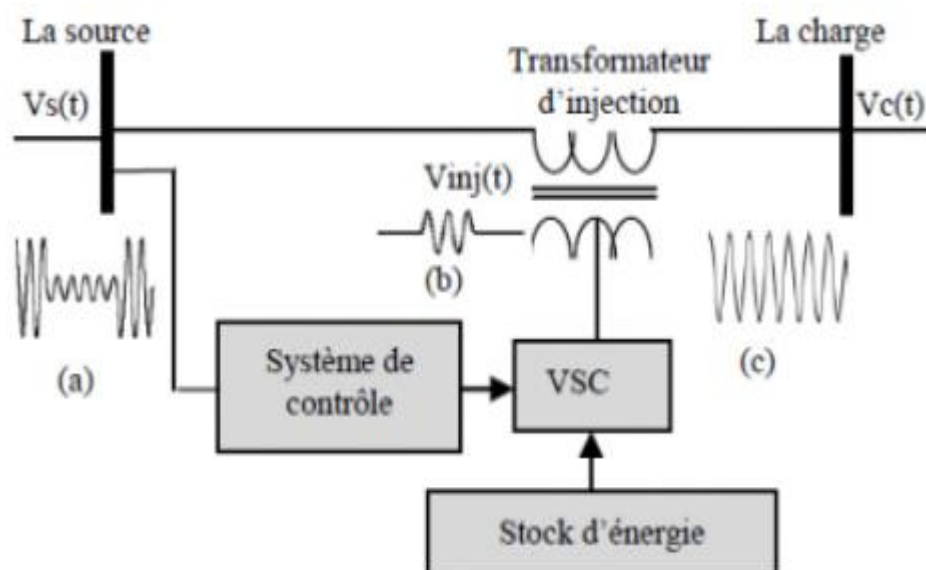 La source
La charge
Transformateur
d'injection
Vs(t)
Vc(t)
Vinj(t)
(b)
(a)
(c)
Système de
contrôle
VSC
Stock d'énergie